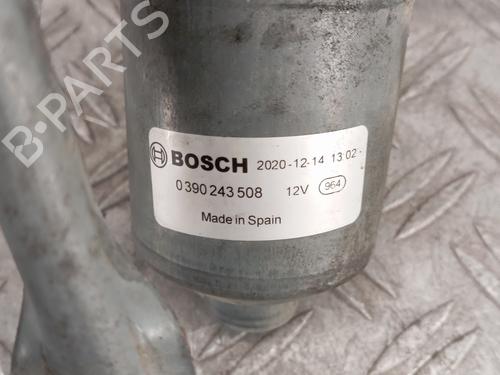 B-PARTS
BOSCH 2020-12-14 13:02
0 390 243 508 12V 964
Made in Spain